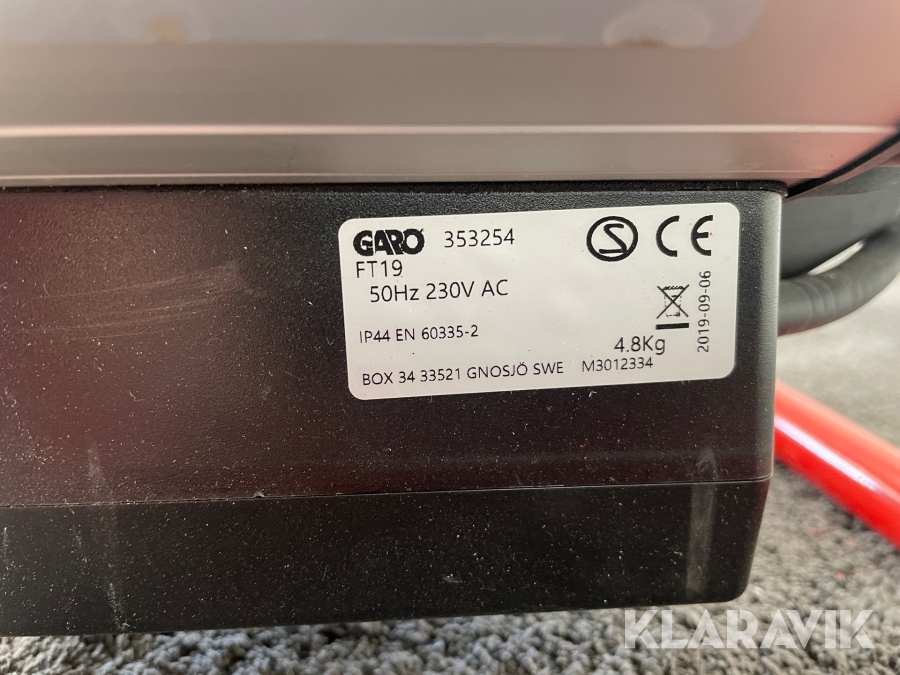 GARO 353254
FT19
50Hz 230V AC
IP44 EN 60335-2
4.8Kg
BOX 34 33521 GNOSJÖ SWE M3012334
2019-09-06
KLARAVIK